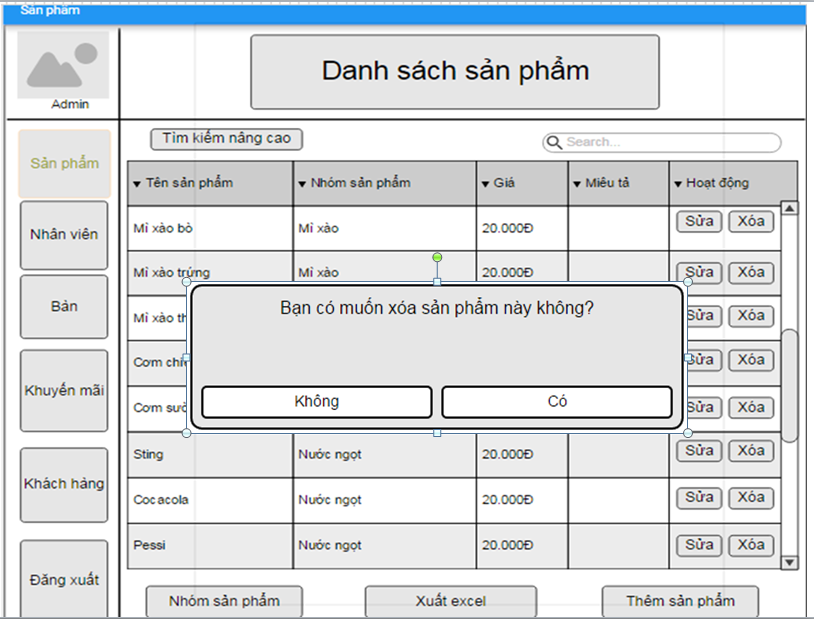 Sản phẩm
Danh sách sản phẩm
Admin
Tìm kiếm nâng cao
Search...
Sản phẩm
Nhân viên
Bàn
Khuyến mãi
Khách hàng
Đăng xuất
Tên sản phẩm Nhóm sản phẩm Giá Miêu tả Hoạt động
Mì xào bò Mì xào 20.000Đ Sửa Xóa
Mì xào trứng Mì xào 20.000Đ Sửa Xóa
Mì xào Sửa Xóa
Cơm Sửa Xóa
Cơm Sửa Xóa
Bạn có muốn xóa sản phẩm này không?
Không Có
Sting Nước ngọt 20.000Đ Sửa Xóa
Cocacola Nước ngọt 20.000Đ Sửa Xóa
Pessi Nước ngọt 20.000Đ Sửa Xóa
Nhóm sản phẩm Xuất excel Thêm sản phẩm